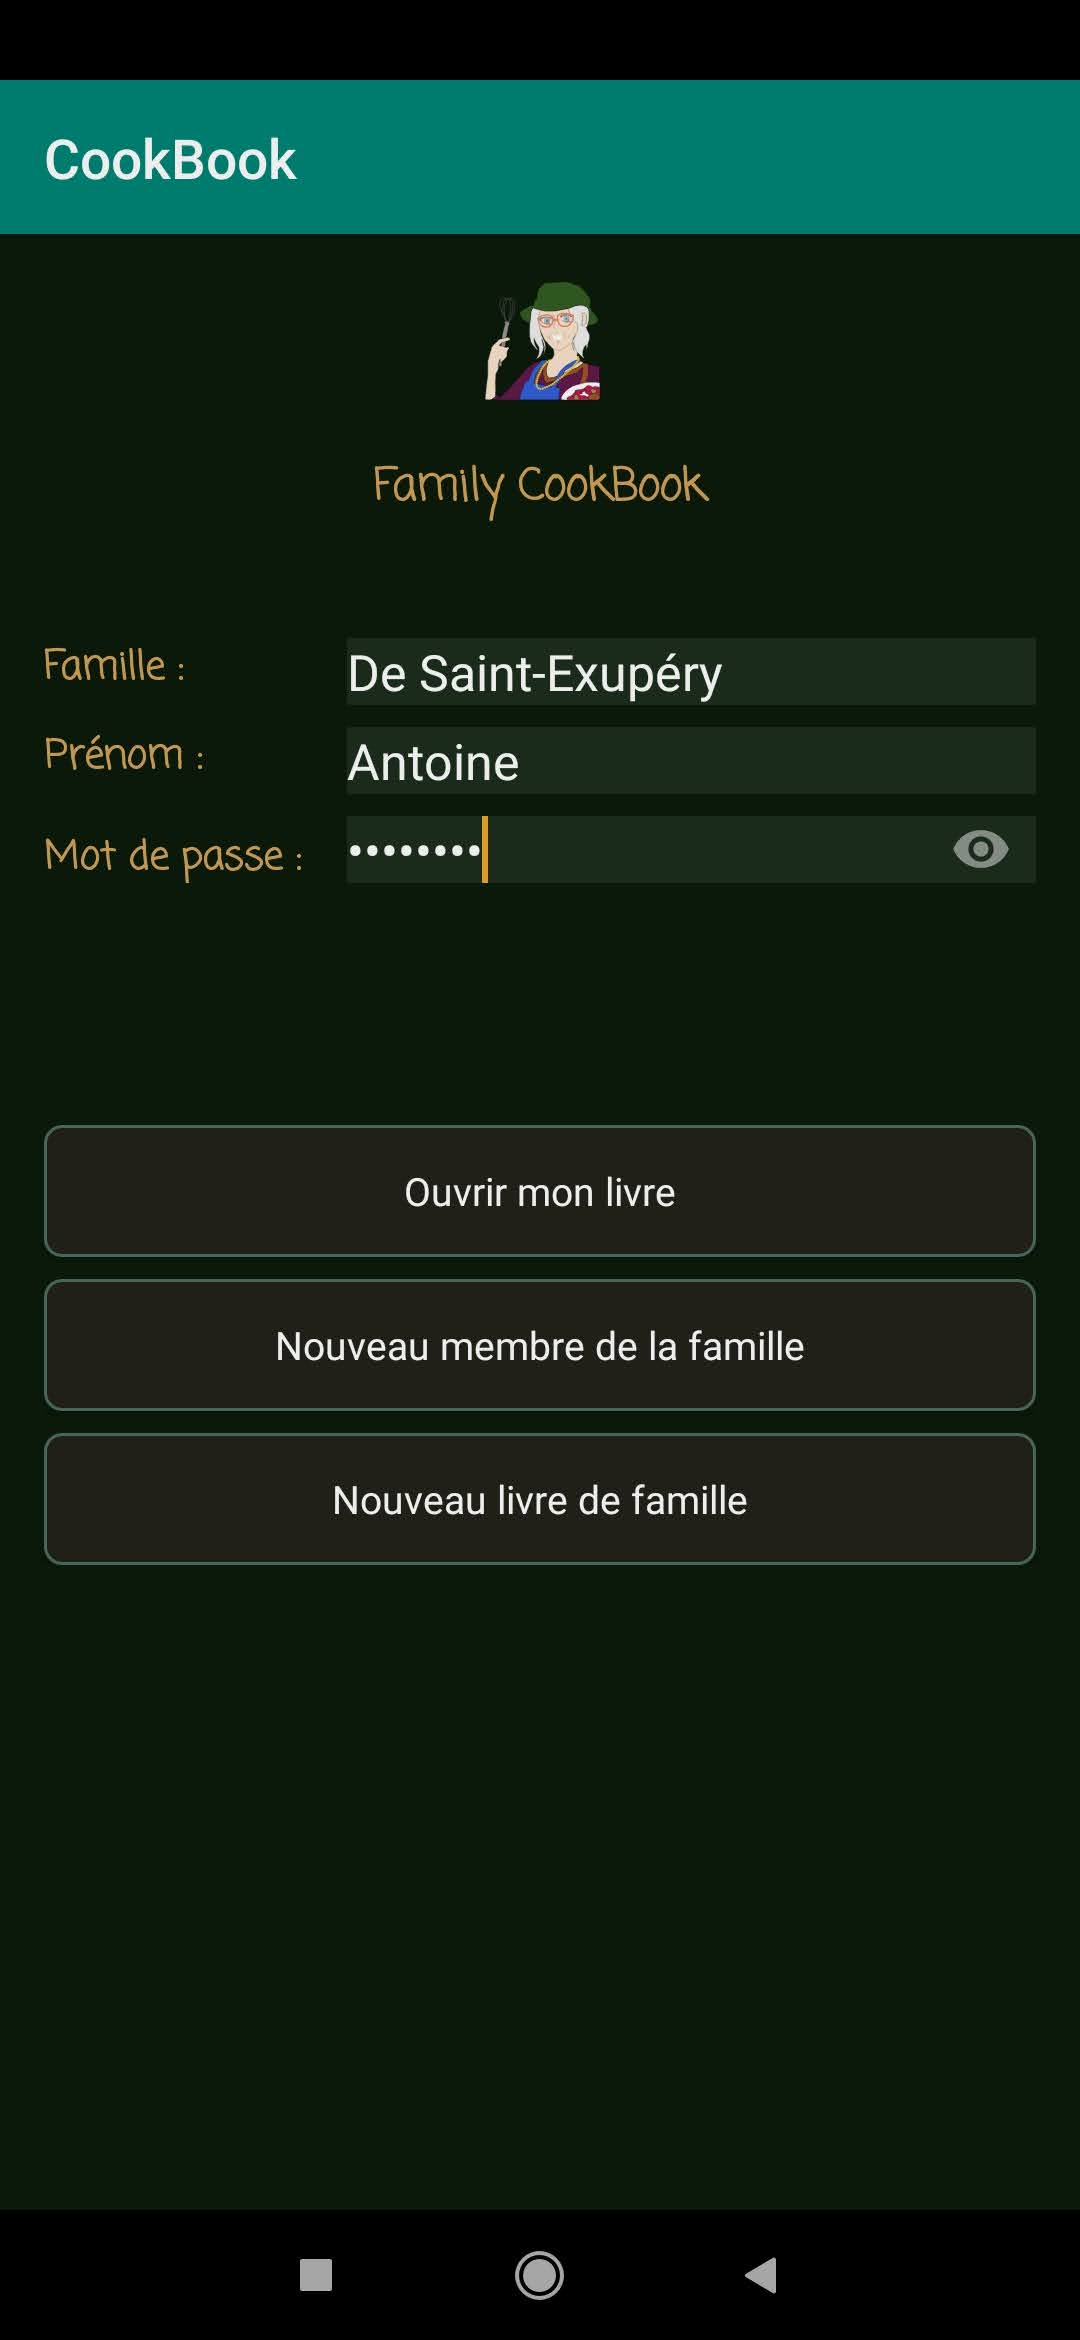 CookBook
Family CookBook
Famille :
De Saint-Exupéry
Prénom :
Antoine
Mot de passe :
••••••••
Ouvrir mon livre
Nouveau membre de la famille
Nouveau livre de famille